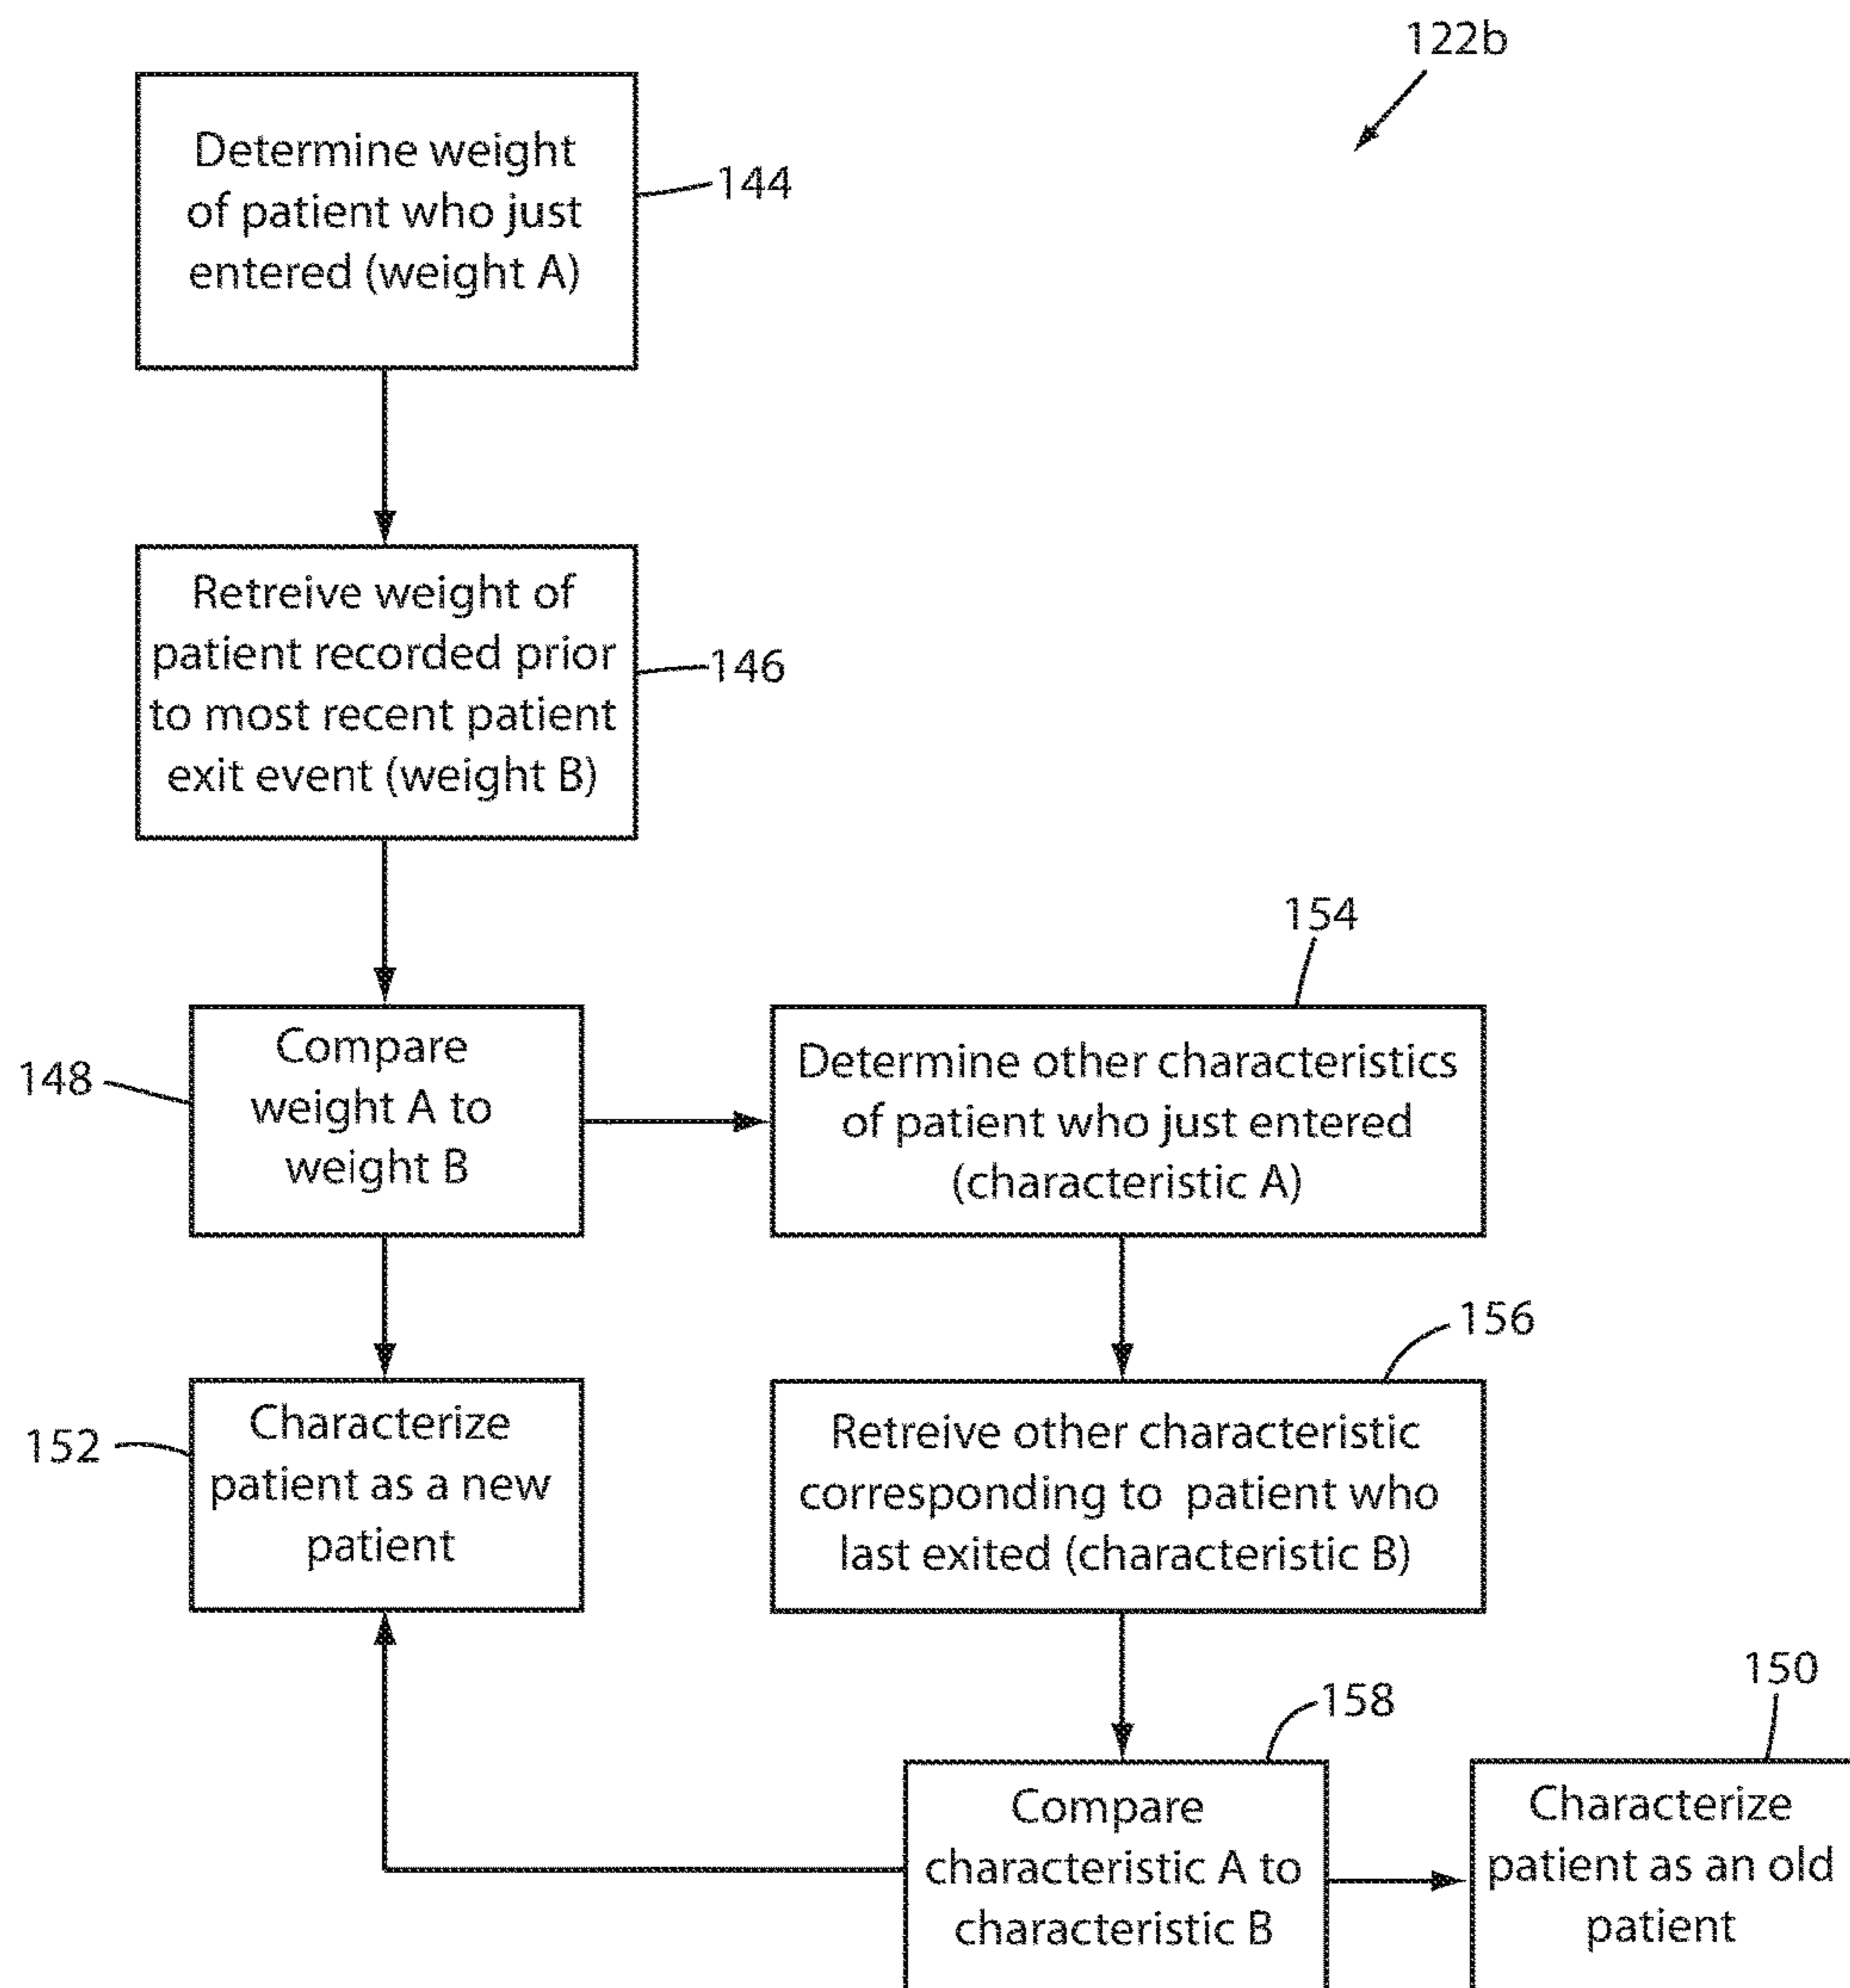 122b
Determine weight
of patient who just
entered (weight A)
144
Retreive weight of
patient recorded prior
to most recent patient
exit event (weight B)
146
154
Compare
weight A to
weight B
148
Determine other characteristics
of patient who just entered
(characteristic A)
156
Characterize
patient as a new
patient
152
Retreive other characteristic
corresponding to patient who
last exited (characteristic B)
158
150
Compare
characteristic A to
characteristic B
Characterize
patient as an old
patient